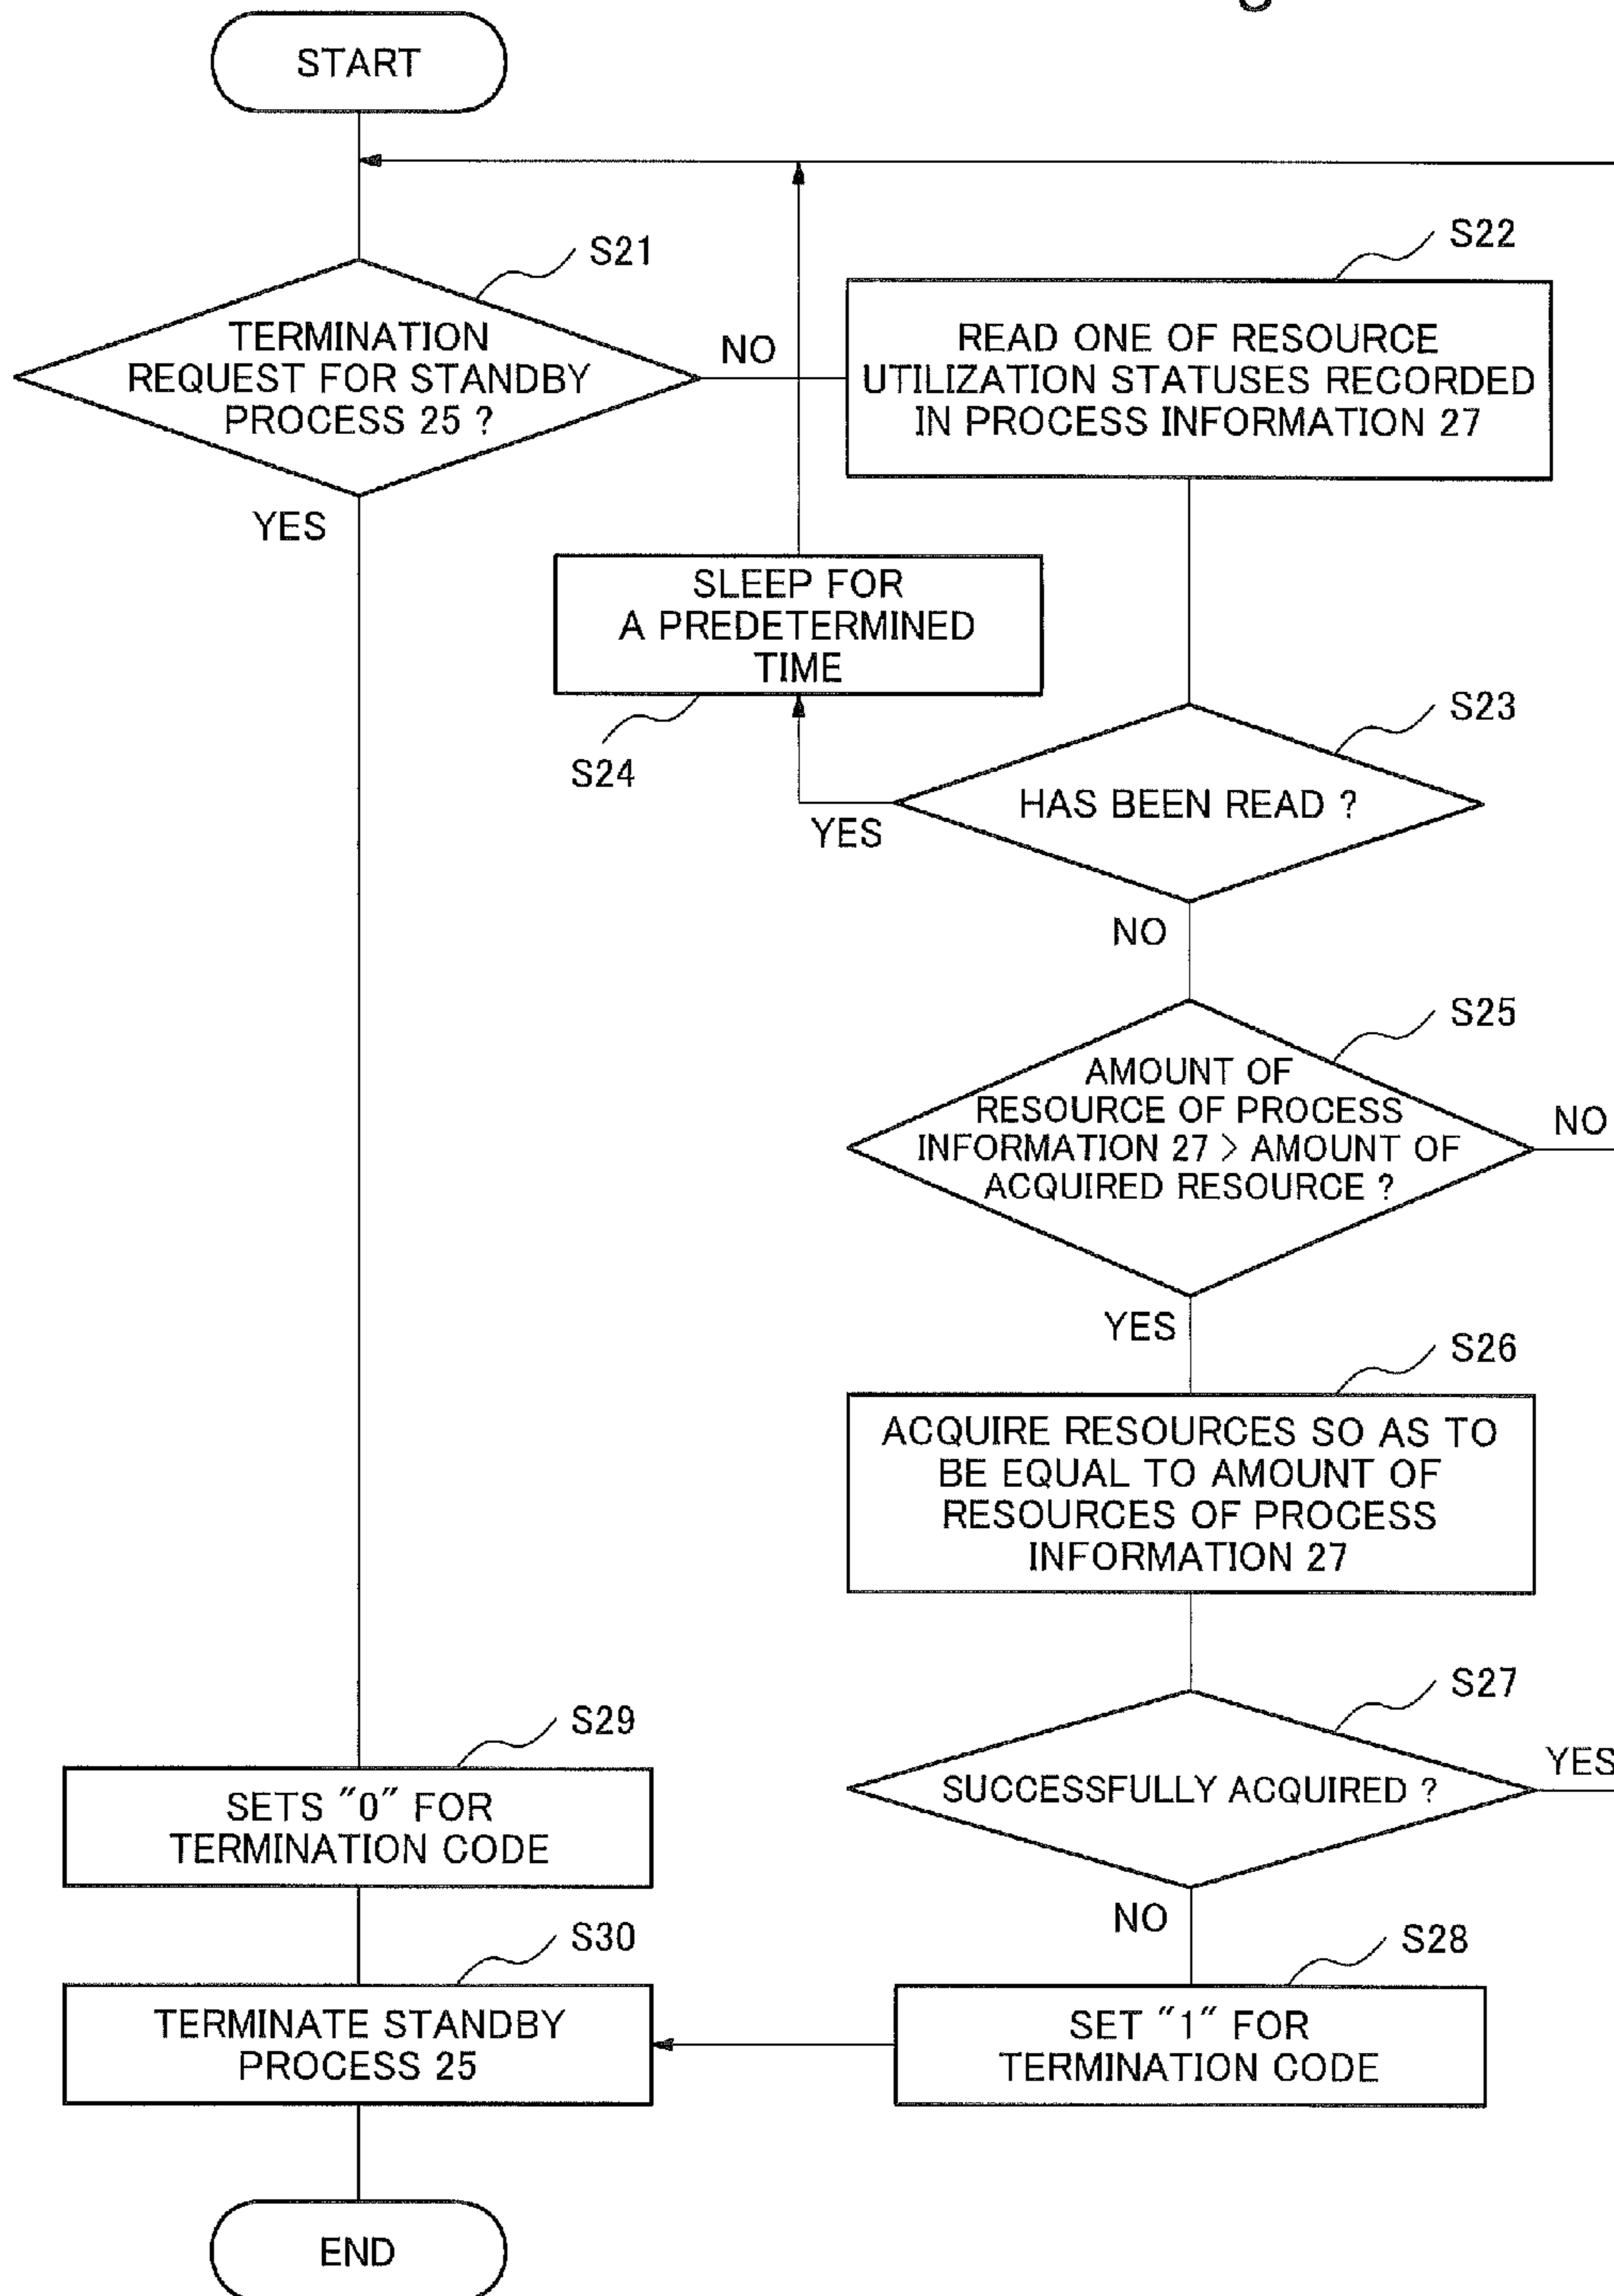 START
S21
TERMINATION
REQUEST FOR STANDBY
PROCESS 25 ?
NO
YES
S22
READ ONE OF RESOURCE
UTILIZATION STATUSES RECORDED
IN PROCESS INFORMATION 27
SLEEP FOR
A PREDETERMINED
TIME
S24
S23
HAS BEEN READ ?
YES
NO
S25
AMOUNT OF
RESOURCE OF PROCESS
INFORMATION 27 > AMOUNT OF
ACQUIRED RESOURCE ?
NO
YES
S26
ACQUIRE RESOURCES SO AS TO
BE EQUAL TO AMOUNT OF
RESOURCES OF PROCESS
INFORMATION 27
S27
SUCCESSFULLY ACQUIRED ?
YES
NO
S28
SET "1" FOR
TERMINATION CODE
S29
SETS "0" FOR
TERMINATION CODE
S30
TERMINATE STANDBY
PROCESS 25
END